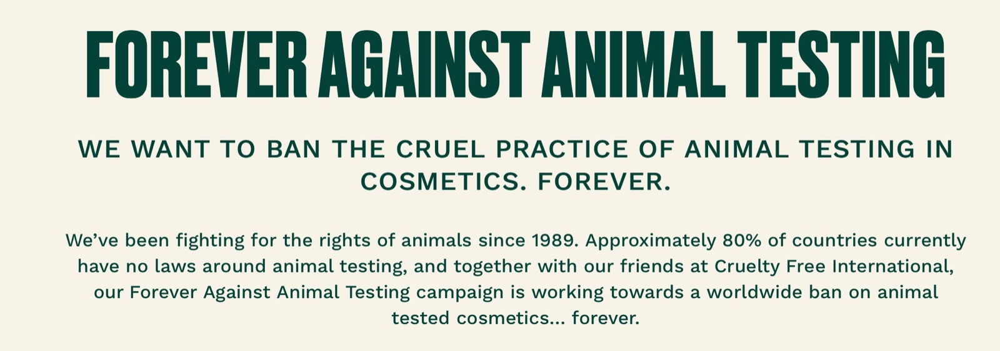 FOREVER AGAINST ANIMAL TESTING
WE WANT TO BAN THE CRUEL PRACTICE OF ANIMAL TESTING IN
COSMETICS. FOREVER.
We’ve been fighting for the rights of animals since 1989. Approximately 80% of countries currently
have no laws around animal testing, and together with our friends at Cruelty Free International,
our Forever Against Animal Testing campaign is working towards a worldwide ban on animal
tested cosmetics... forever.